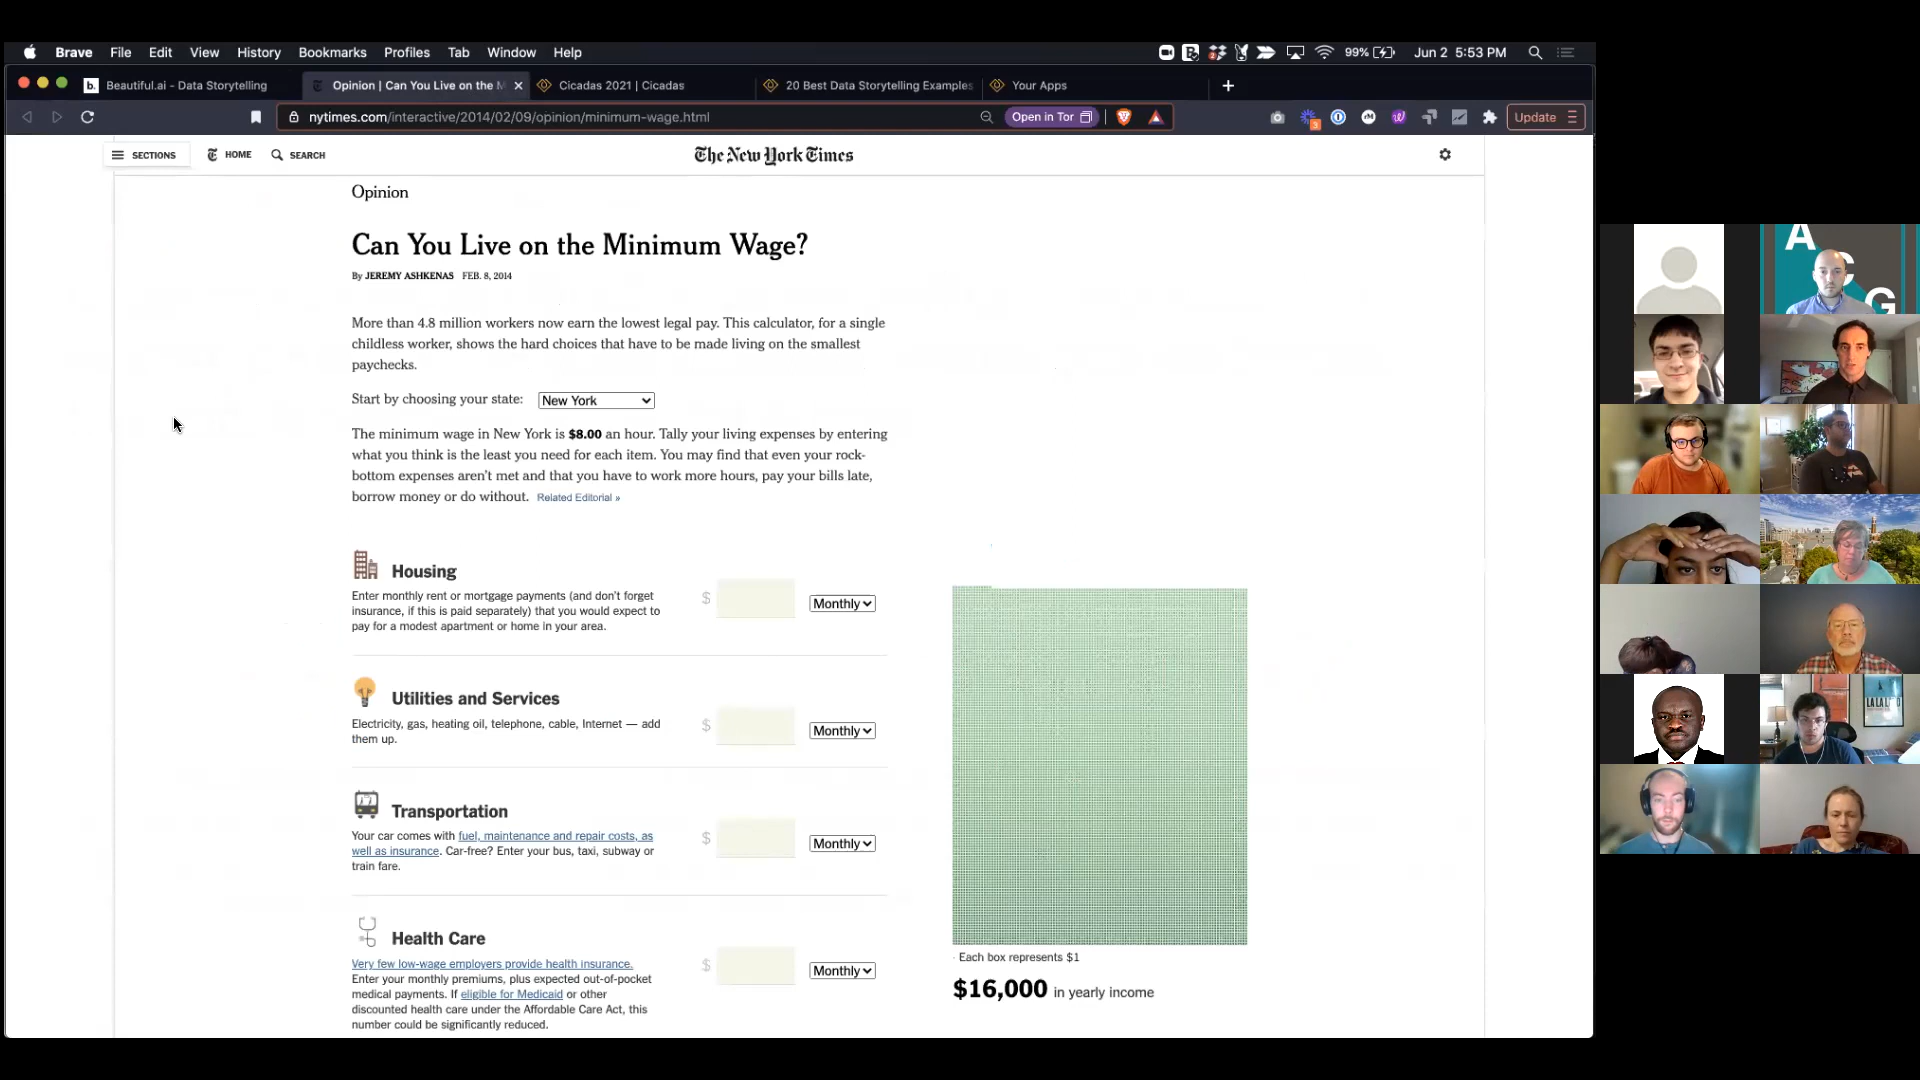 Brave File Edit View History Bookmarks Profiles Tab Window Help 99% Jun 2 5:53 PM
b. Beautiful.ai - Data Storytelling
Opinion | Can You Live on the M
Cicadas 2021 | Cicadas
20 Best Data Storytelling Examples
Your Apps
nytimes.com/interactive/2014/02/09/opinion/minimum-wage.html
Open in Tor
Update
SECTIONS HOME SEARCH
The New York Times
Opinion
Can You Live on the Minimum Wage?
By JEREMY ASHKENAS FEB. 8, 2014
More than 4.8 million workers now earn the lowest legal pay. This calculator, for a single
childless worker, shows the hard choices that have to be made living on the smallest
paychecks.
Start by choosing your state: New York
The minimum wage in New York is $8.00 an hour. Tally your living expenses by entering
what you think is the least you need for each item. You may find that even your rock-
bottom expenses aren't met and that you have to work more hours, pay your bills late,
borrow money or do without. Related Editorial »
Housing
Enter monthly rent or mortgage payments (and don't forget
insurance, if this is paid separately) that you would expect to
pay for a modest apartment or home in your area.
$ Monthly
Utilities and Services
Electricity, gas, heating oil, telephone, cable, Internet — add
them up.
$ Monthly
Transportation
Your car comes with fuel, maintenance and repair costs, as
well as insurance. Car-free? Enter your bus, taxi, subway or
train fare.
$ Monthly
Health Care
Very few low-wage employers provide health insurance.
Enter your monthly premiums, plus expected out-of-pocket
medical payments. If eligible for Medicaid or other
discounted health care under the Affordable Care Act, this
number could be significantly reduced.
$ Monthly
Each box represents $1
$16,000 in yearly income
A
C
G